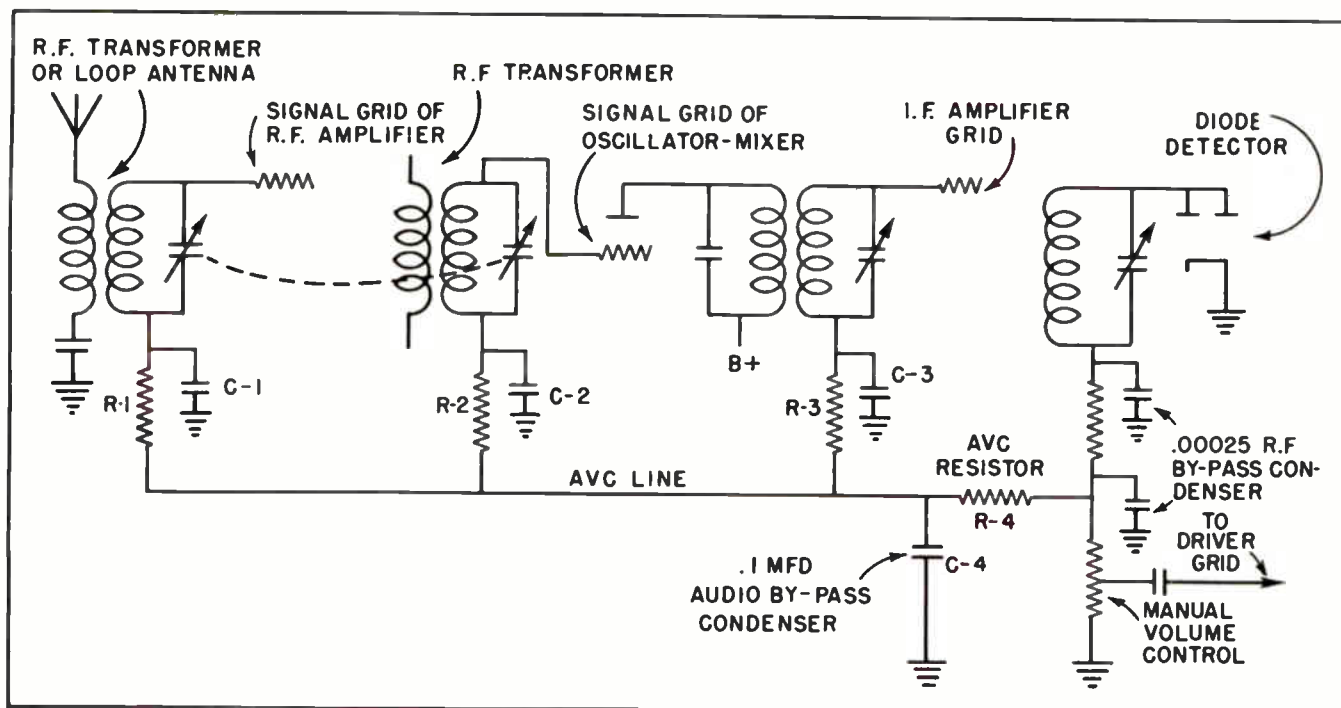 R.F. TRANSFORMER
OR LOOP ANTENNA
R.F TRANSFORMER
SIGNAL GRID OF
R.F. AMPLIFIER
SIGNAL GRID OF
OSCILLATOR-MIXER
I.F. AMPLIFIER
GRID
DIODE
DETECTOR
B+
R-1
C-1
R-2
C-2
R-3
C-3
AVC LINE
AVC
RESISTOR
R-4
.00025 R.F
BY-PASS CON-
DENSER
TO
DRIVER
GRID
.1 MFD
AUDIO BY-PASS
CONDENSER
C-4
MANUAL
VOLUME
CONTROL